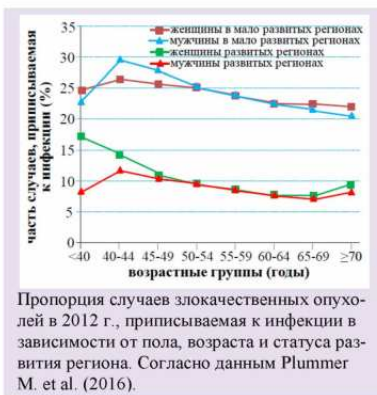 35
30
25
20
15
10
5
0
женщины в мало развитых регионах
мужчины в мало развитых регионах
женщины развитых регионах
мужчины развитых регионах
часть случаев, приписываемая
к инфекции (%)
<40 40-44 45-49 50-54 55-59 60-64 65-69 ≥70
возрастные группы (годы)
Пропорция случаев злокачественных опухо-
лей в 2012 г., приписываемая к инфекции в
зависимости от пола, возраста и статуса раз-
вития региона. Согласно данным Plummer
M. et al. (2016).